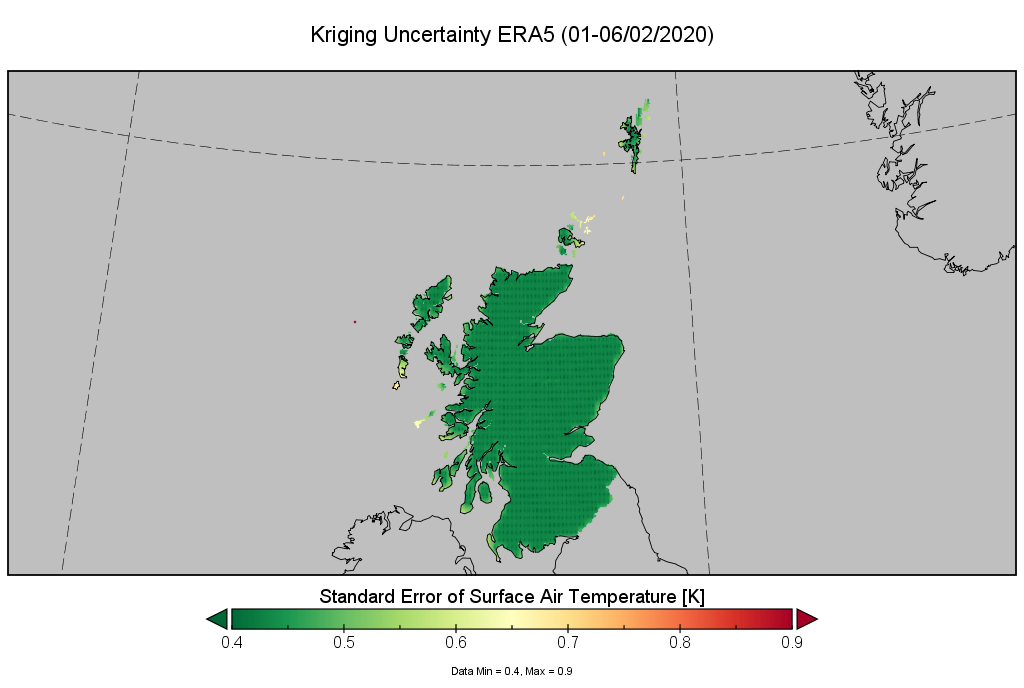 Kriging Uncertainty ERA5 (01-06/02/2020)
Standard Error of Surface Air Temperature [K]
0.4 0.5 0.6 0.7 0.8 0.9
Data Min = 0.4, Max = 0.9